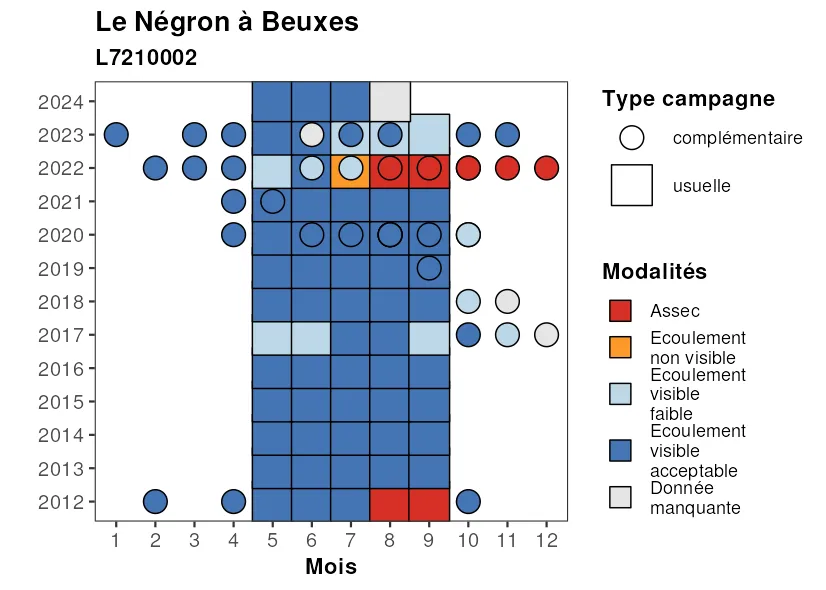 Le Négron à Beuxes
L7210002
2024
2023
2022
2021
2020
2019
2018
2017
2016
2015
2014
2013
2012
1 2 3 4 5 6 7 8 9 10 11 12
Mois
Type campagne
complémentaire
usuelle
Modalités
Assec
Ecoulement
non visible
Ecoulement
visible
faible
Ecoulement
visible
acceptable
Donnée
manquante